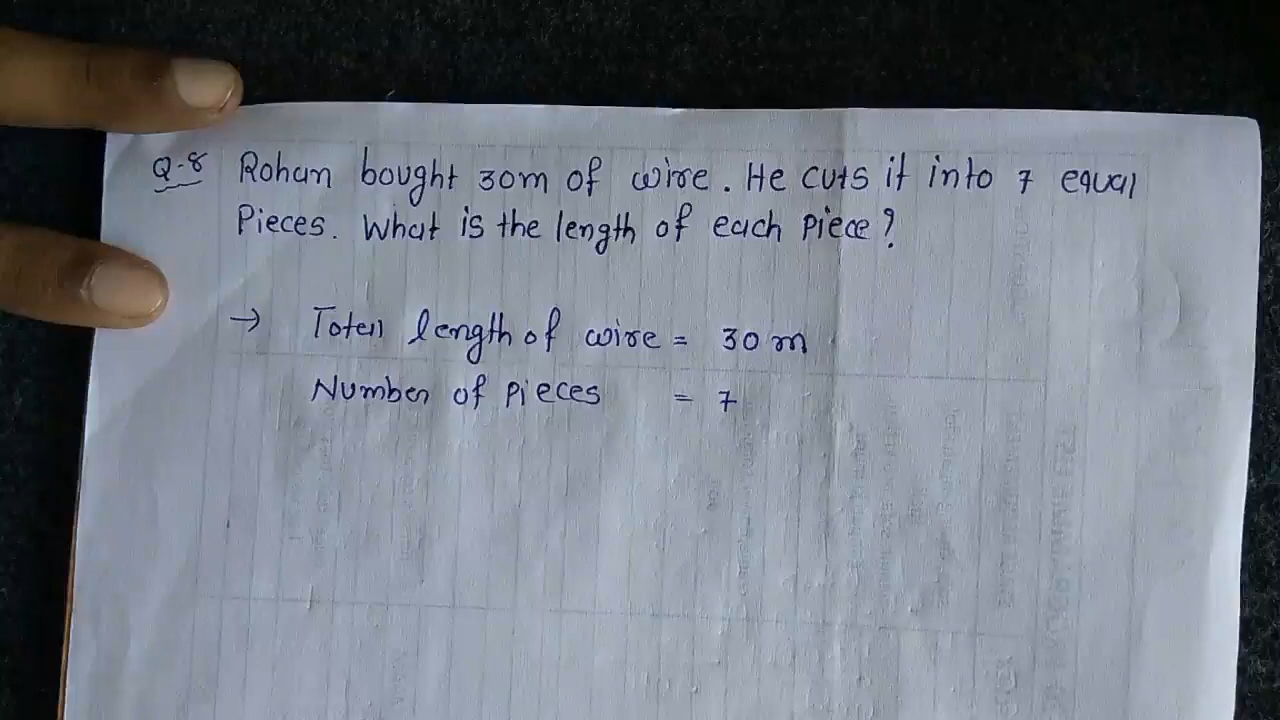 Q-8 Rohan bought 30m of wire. He cuts it into 7 equal
Pieces. What is the length of each piece?
→ Total length of wire = 30 m
Number of pieces = 7